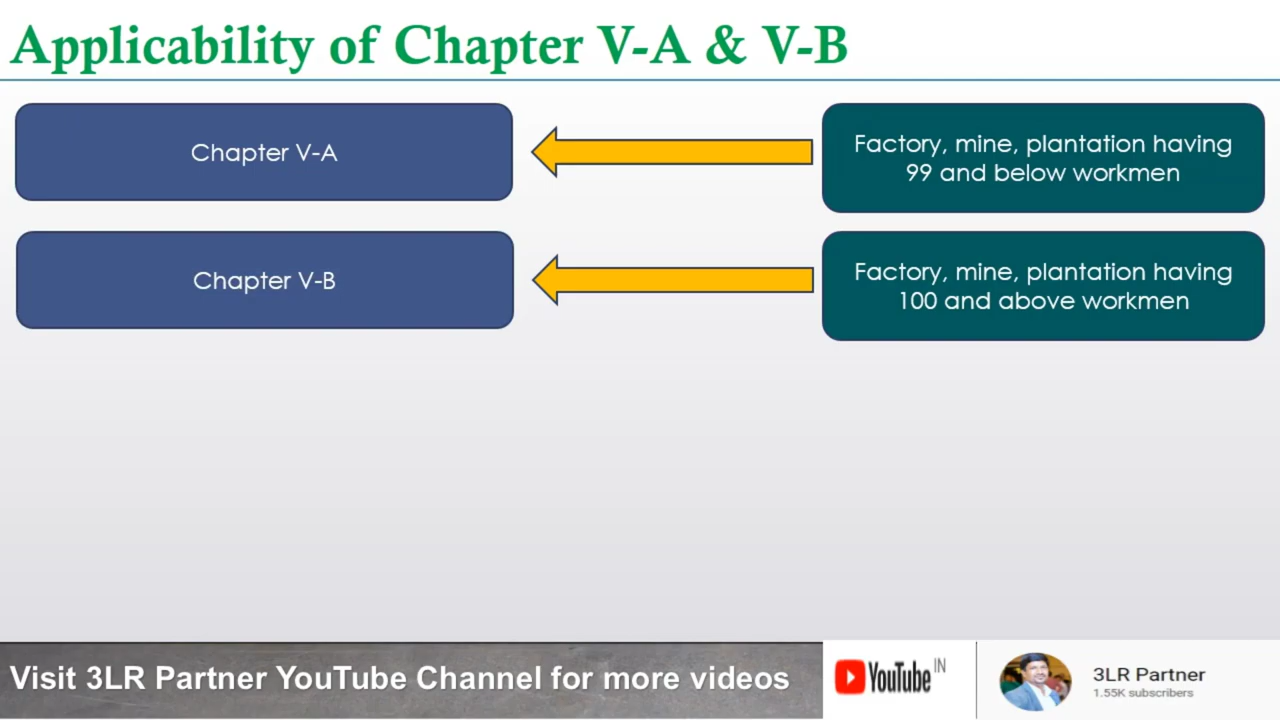 Applicability of Chapter V-A & V-B
Chapter V-A
Factory, mine, plantation having
99 and below workmen
Chapter V-B
Factory, mine, plantation having
100 and above workmen
Visit 3LR Partner YouTube Channel for more videos
YouTube IN
3LR Partner
1.55K subscribers